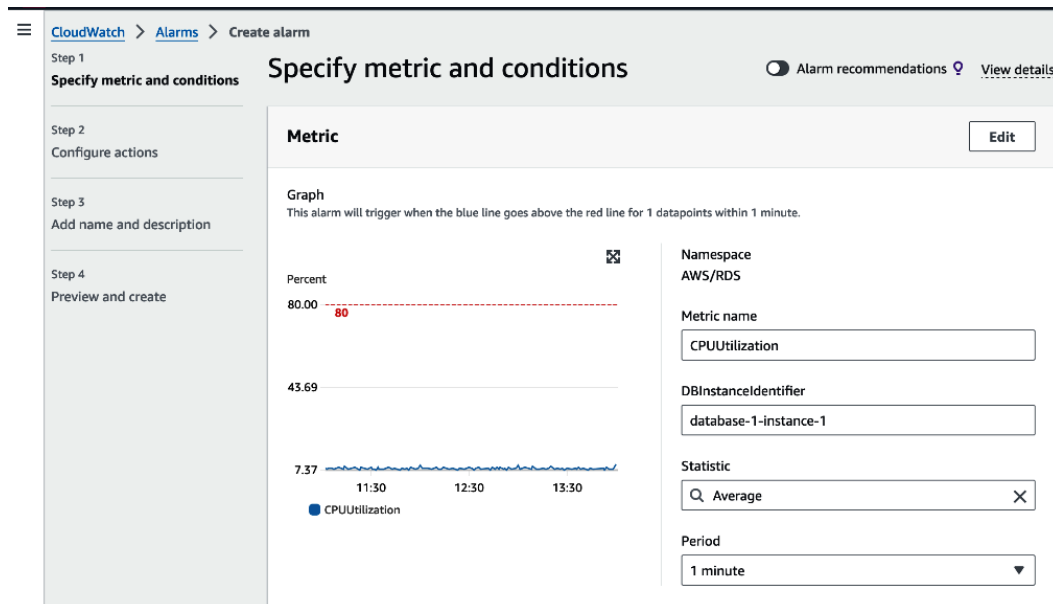 CloudWatch > Alarms > Create alarm
Step 1
Specify metric and conditions
Step 2
Configure actions
Step 3
Add name and description
Step 4
Preview and create
Specify metric and conditions
Alarm recommendations View details
Metric
Edit
Graph
This alarm will trigger when the blue line goes above the red line for 1 datapoints within 1 minute.
Percent
80.00
80
43.69
7.37
11:30 12:30 13:30
CPUUtilization
Namespace
AWS/RDS
Metric name
CPUUtilization
DBInstanceIdentifier
database-1-instance-1
Statistic
Average
Period
1 minute